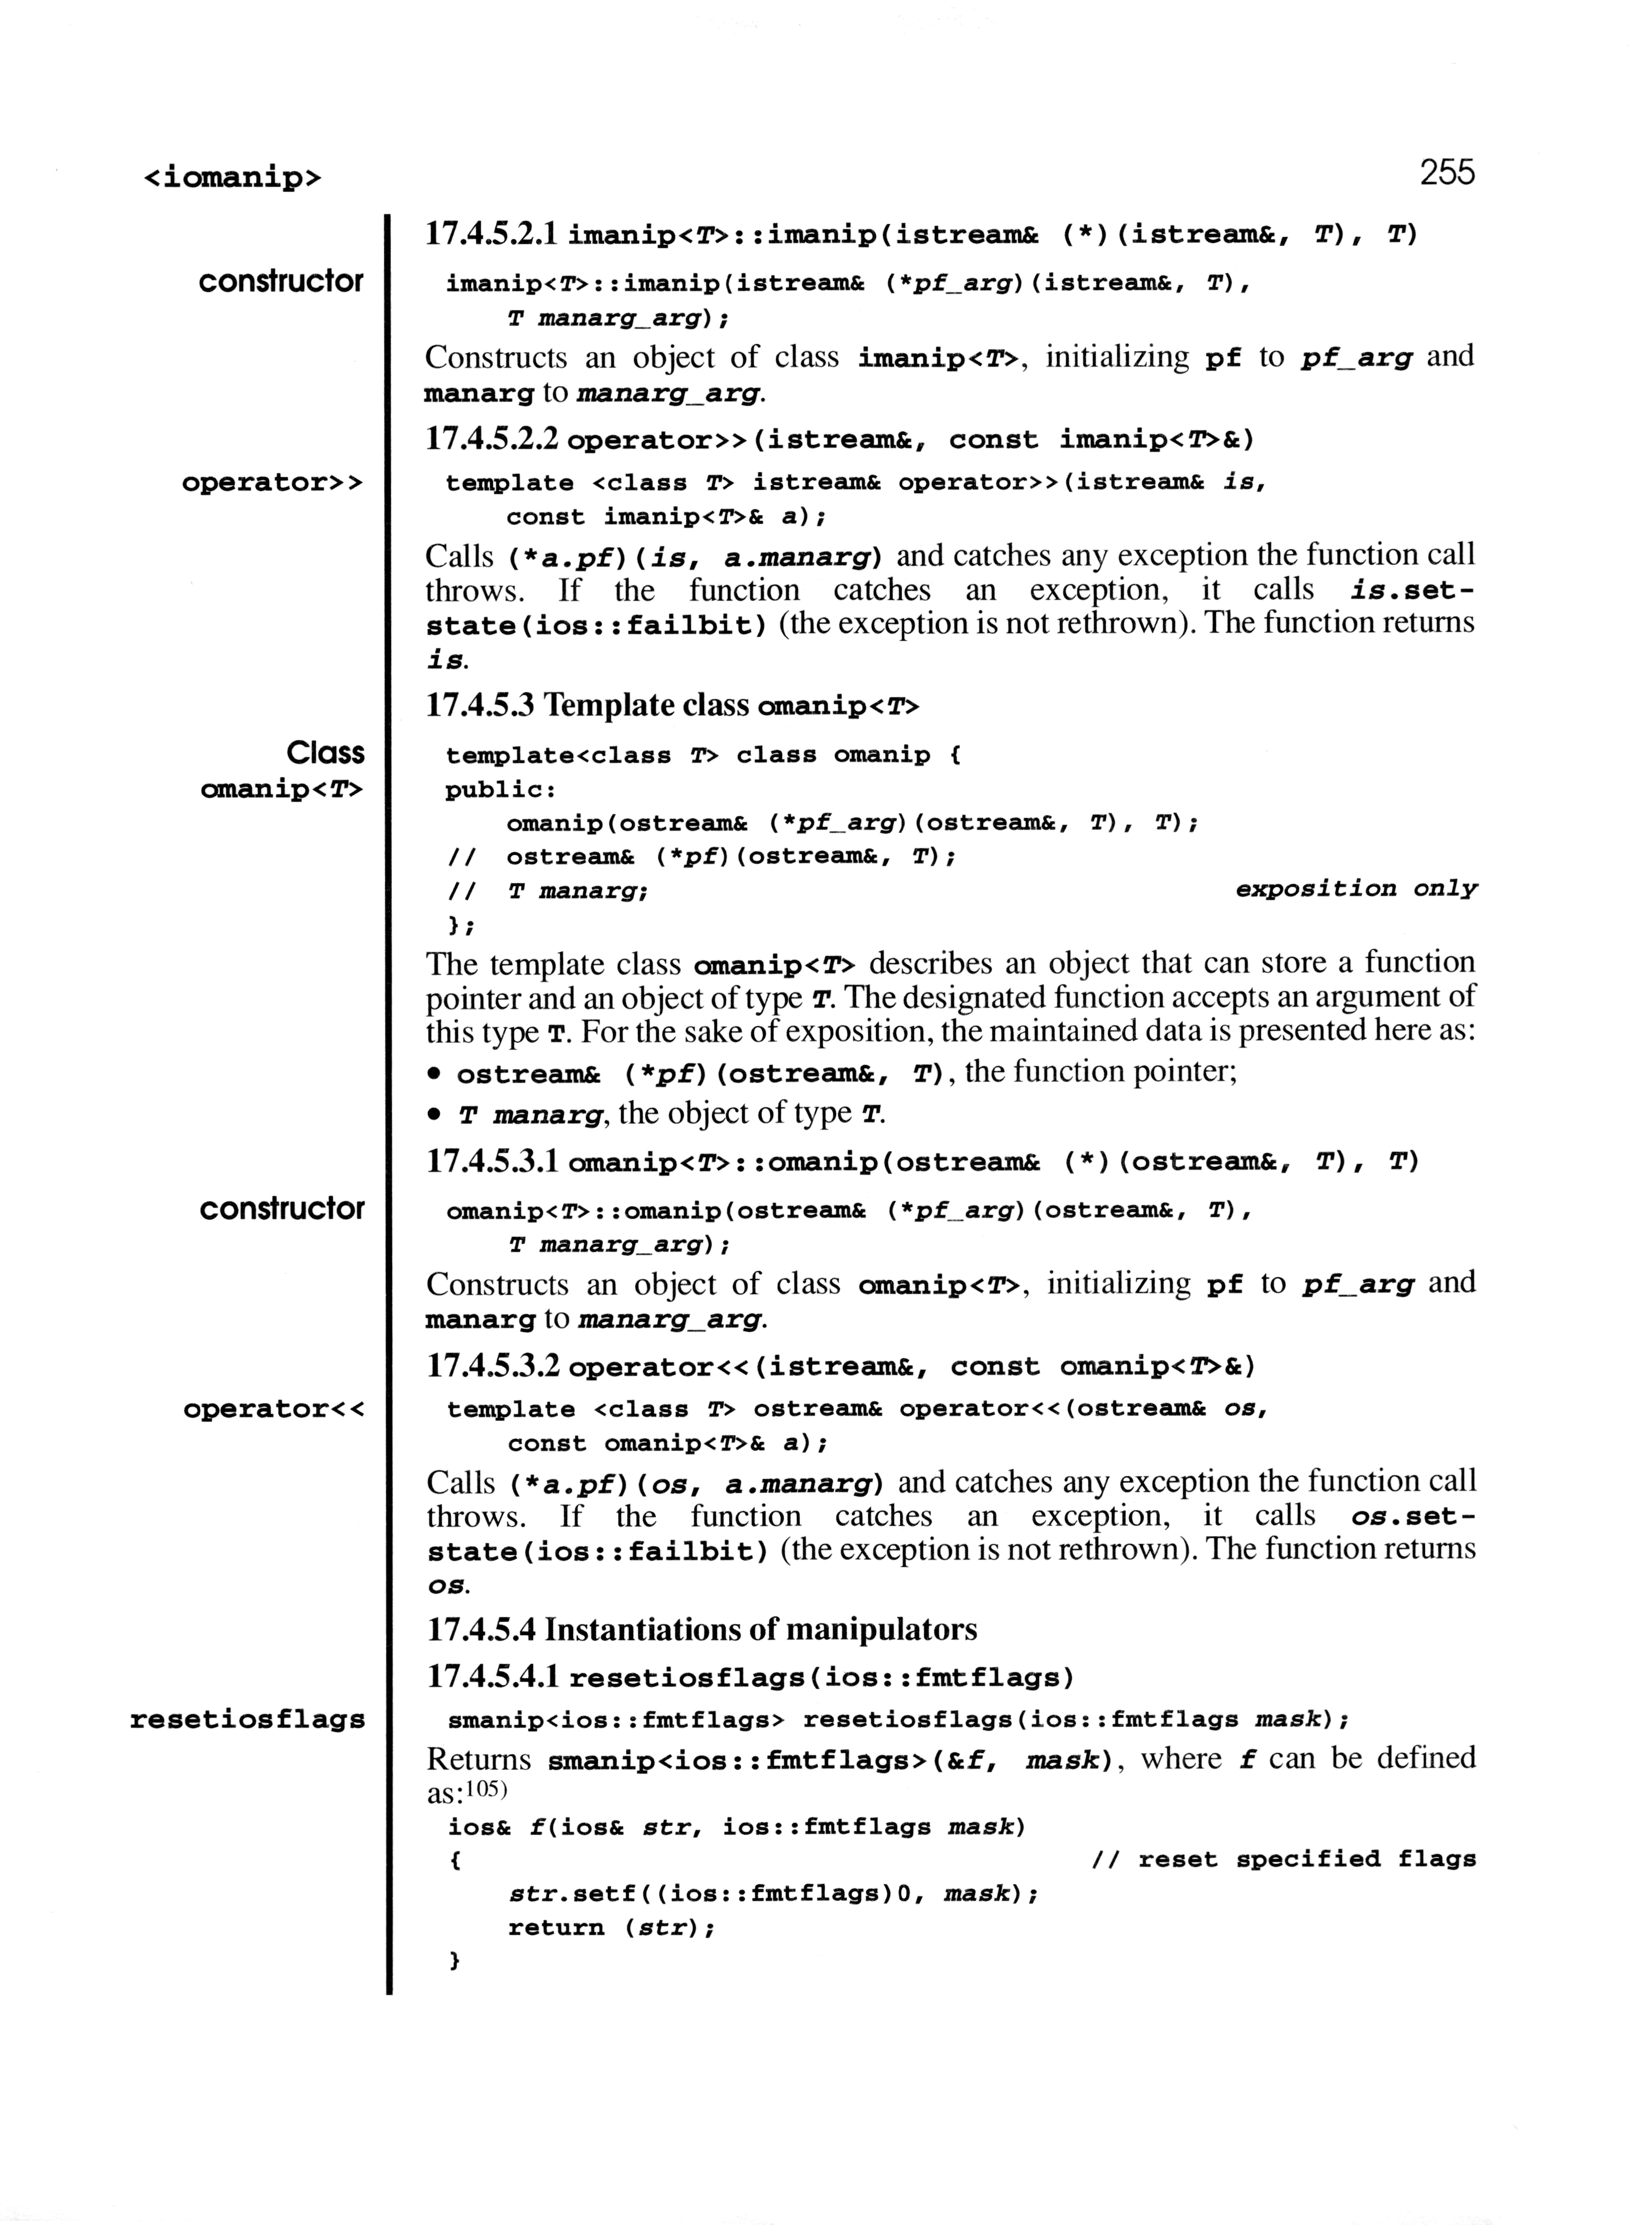 <iomanip> 255
17.4.5.2.1 imanip<T>::imanip(istream& (*)(istream&, T), T)
constructor imanip<T>::imanip(istream& (*pf_arg)(istream&, T),
T manarg_arg);
Constructs an object of class imanip<T>, initializing pf to pf_arg and
manarg to manarg_arg.
17.4.5.2.2 operator>>(istream&, const imanip<T>&)
operator>> template <class T> istream& operator>>(istream& is,
const imanip<T>& a);
Calls (*a.pf)(is, a.manarg) and catches any exception the function call
throws. If the function catches an exception, it calls is.set-
state(ios::failbit) (the exception is not rethrown). The function returns
is.
17.4.5.3 Template class omanip<T>
Class template<class T> class omanip {
omanip<T> public:
omanip(ostream& (*pf_arg)(ostream&, T), T);
// ostream& (*pf)(ostream&, T);
// T manarg; exposition only
};
The template class omanip<T> describes an object that can store a function
pointer and an object of type T. The designated function accepts an argument of
this type T. For the sake of exposition, the maintained data is presented here as:
• ostream& (*pf)(ostream&, T), the function pointer;
• T manarg, the object of type T.
17.4.5.3.1 omanip<T>::omanip(ostream& (*)(ostream&, T), T)
constructor omanip<T>::omanip(ostream& (*pf_arg)(ostream&, T),
T manarg_arg);
Constructs an object of class omanip<T>, initializing pf to pf_arg and
manarg to manarg_arg.
17.4.5.3.2 operator<<(istream&, const omanip<T>&)
operator<< template <class T> ostream& operator<<(ostream& os,
const omanip<T>& a);
Calls (*a.pf)(os, a.manarg) and catches any exception the function call
throws. If the function catches an exception, it calls os.set-
state(ios::failbit) (the exception is not rethrown). The function returns
os.
17.4.5.4 Instantiations of manipulators
17.4.5.4.1 resetiosflags(ios::fmtflags)
resetiosflags smanip<ios::fmtflags> resetiosflags(ios::fmtflags mask);
Returns smanip<ios::fmtflags>(&f, mask), where f can be defined
as:105)
ios& f(ios& str, ios::fmtflags mask)
{ // reset specified flags
str.setf((ios::fmtflags)0, mask);
return (str);
}